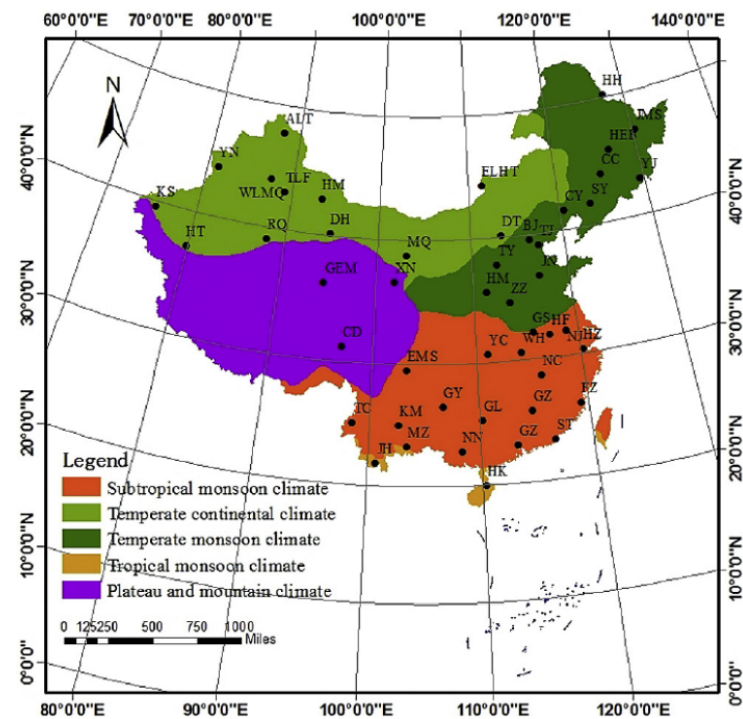 60°0'0"E 80°0'0"E 100°0'0"E 120°0'0"E 140°0'0"E
N
HH
ALT
JMS
40°0'0"N
YN
HEP
CC
YJ
ELHT
TLF
WLMQ
HM
KS
SY
CY
40°0'0"N
HT
RQ
DH
DT
BJ
TJ
MQ
TY
JN
GEM
XN
HM
ZZ
30°0'0"N
GS
HF
NJ
HZ
CD
YC
WH
30°0'0"N
EMS
NC
GY
GL
GZ
FZ
TC
KM
20°0'0"N
MZ
NN
GZ
ST
20°0'0"N
JH
HK
Legend
Subtropical monsoon climate
Temperate continental climate
Temperate monsoon climate
Tropical monsoon climate
Plateau and mountain climate
10°0'0"N
10°0'0"N
0 125250 500 750 1000
Miles
0°0'0"
0°0'0"
80°0'0"E 90°0'0"E 100°0'0"E 110°0'0"E 120°0'0"E